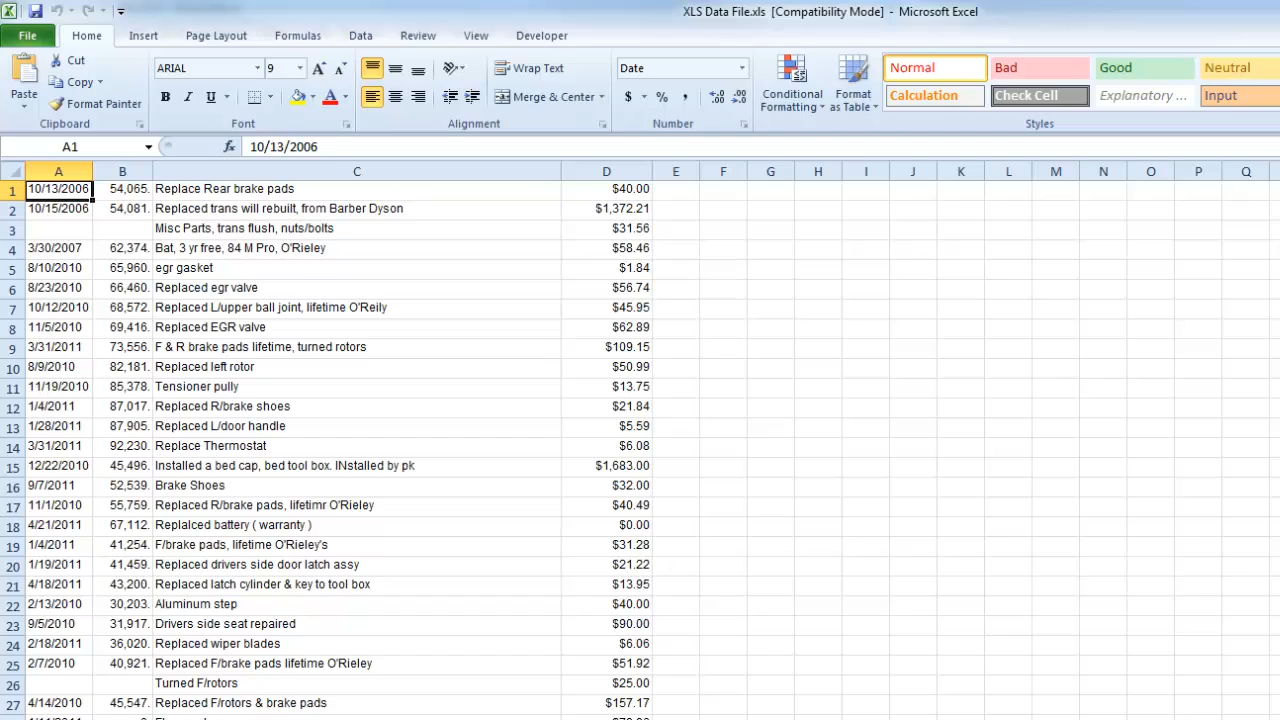 XLS Data File.xls [Compatibility Mode] - Microsoft Excel
File Home Insert Page Layout Formulas Data Review View Developer
Paste Cut Copy Format Painter Clipboard
ARIAL 9 A A B I U A Font
Wrap Text Merge & Center Alignment
Date $ % , .00 .0 Number
Conditional Formatting Format as Table Normal Bad Good Neutral
Calculation Check Cell Explanatory ... Input
Styles
A1 fx 10/13/2006
A B C D E F G H I J K L M N O P Q
1 10/13/2006 54,065. Replace Rear brake pads $40.00
2 10/15/2006 54,081. Replaced trans will rebuilt, from Barber Dyson $1,372.21
3 Misc Parts, trans flush, nuts/bolts $31.56
4 3/30/2007 62,374. Bat, 3 yr free, 84 M Pro, O'Rieley $58.46
5 8/10/2010 65,960. egr gasket $1.84
6 8/23/2010 66,460. Replaced egr valve $56.74
7 10/12/2010 68,572. Replaced L/upper ball joint, lifetime O'Reily $45.95
8 11/5/2010 69,416. Replaced EGR valve $62.89
9 3/31/2011 73,556. F & R brake pads lifetime, turned rotors $109.15
10 8/9/2010 82,181. Replaced left rotor $50.99
11 11/19/2010 85,378. Tensioner pully $13.75
12 1/4/2011 87,017. Replaced R/brake shoes $21.84
13 1/28/2011 87,905. Replaced L/door handle $5.59
14 3/31/2011 92,230. Replace Thermostat $6.08
15 12/22/2010 45,496. Installed a bed cap, bed tool box. INstalled by pk $1,683.00
16 9/7/2011 52,539. Brake Shoes $32.00
17 11/1/2010 55,759. Replaced R/brake pads, lifetimr O'Rieley $40.49
18 4/21/2011 67,112. Replalced battery ( warranty ) $0.00
19 1/4/2011 41,254. F/brake pads, lifetime O'Rieley's $31.28
20 1/19/2011 41,459. Replaced drivers side door latch assy $21.22
21 4/18/2011 43,200. Replaced latch cylinder & key to tool box $13.95
22 2/13/2010 30,203. Aluminum step $40.00
23 9/5/2010 31,917. Drivers side seat repaired $90.00
24 2/18/2011 36,020. Replaced wiper blades $6.06
25 2/7/2010 40,921. Replaced F/brake pads lifetime O'Rieley $51.92
26 Turned F/rotors $25.00
27 4/14/2010 45,547. Replaced F/rotors & brake pads $157.17